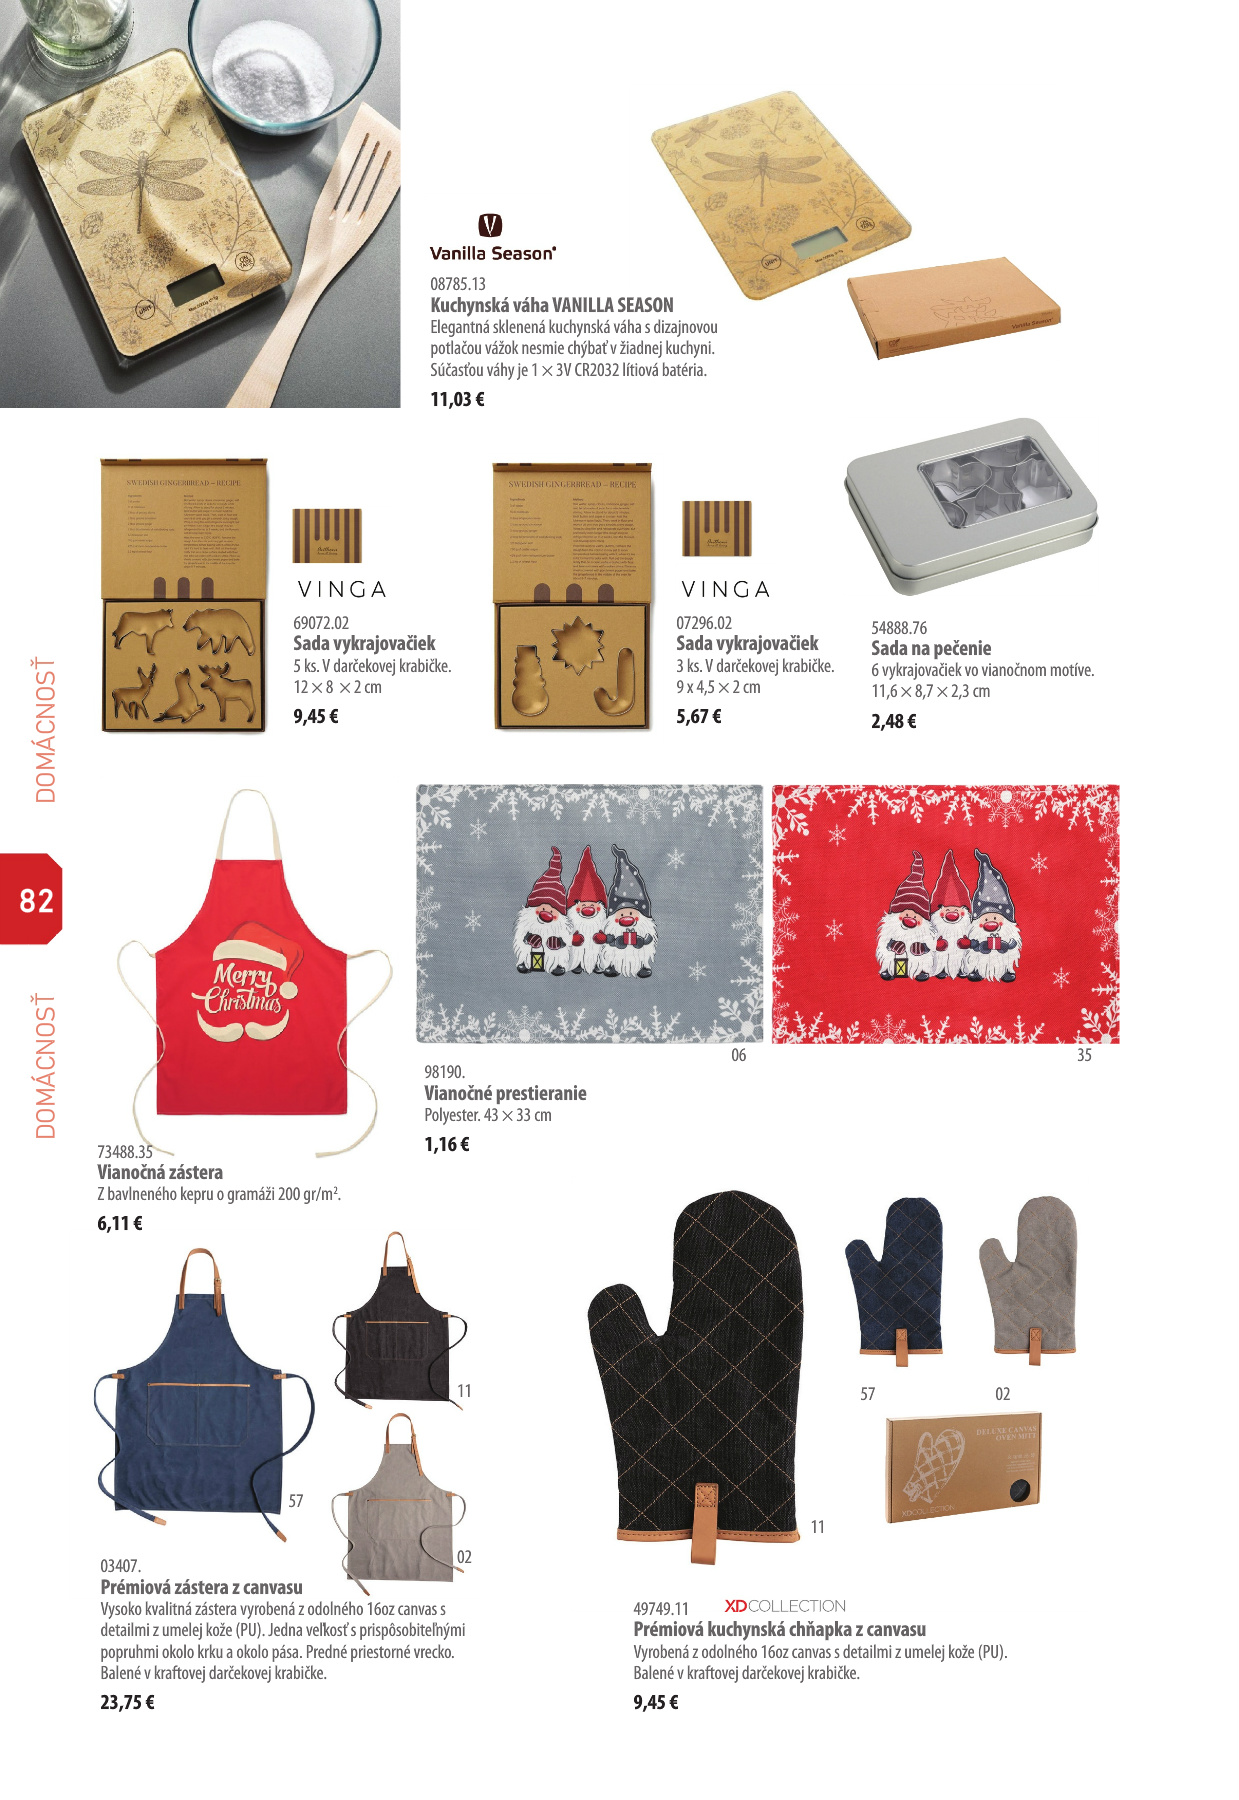 Vanilla Season®
08785.13
Kuchynská váha VANILLA SEASON
Elegantná sklenená kuchynská váha s dizajnovou
potlačou vážok nesmie chýbať v žiadnej kuchyni.
Súčasťou váhy je 1 × 3V CR2032 lítiová batéria.
11,03 €
Vanilla Season
SWEDISH GINGERBREAD – RECIPE
VINGA
69072.02
Sada vykrajovačiek
5 ks. V darčekovej krabičke.
12 × 8 × 2 cm
9,45 €
SWEDISH GINGERBREAD – RECIPE
VINGA
07296.02
Sada vykrajovačiek
3 ks. V darčekovej krabičke.
9 x 4,5 × 2 cm
5,67 €
54888.76
Sada na pečenie
6 vykrajovačiek vo vianočnom motíve.
11,6 × 8,7 × 2,3 cm
2,48 €
DOMÁCNOSŤ
82
DOMÁCNOSŤ
Merry
Christmas
73488.35
Vianočná zástera
Z bavlneného kepru o gramáži 200 gr/m².
6,11 €
06
35
98190.
Vianočné prestieranie
Polyester. 43 × 33 cm
1,16 €
11
57
02
03407.
Prémiová zástera z canvasu
Vysoko kvalitná zástera vyrobená z odolného 16oz canvas s
detailmi z umelej kože (PU). Jedna veľkosť s prispôsobiteľnými
popruhmi okolo krku a okolo pása. Predné priestorné vrecko.
Balené v kraftovej darčekovej krabičke.
23,75 €
57
02
DELUXE CANVAS
OVEN MITT
XDCOLLECTION
11
49749.11
XDCOLLECTION
Prémiová kuchynská chňapka z canvasu
Vyrobená z odolného 16oz canvas s detailmi z umelej kože (PU).
Balené v kraftovej darčekovej krabičke.
9,45 €